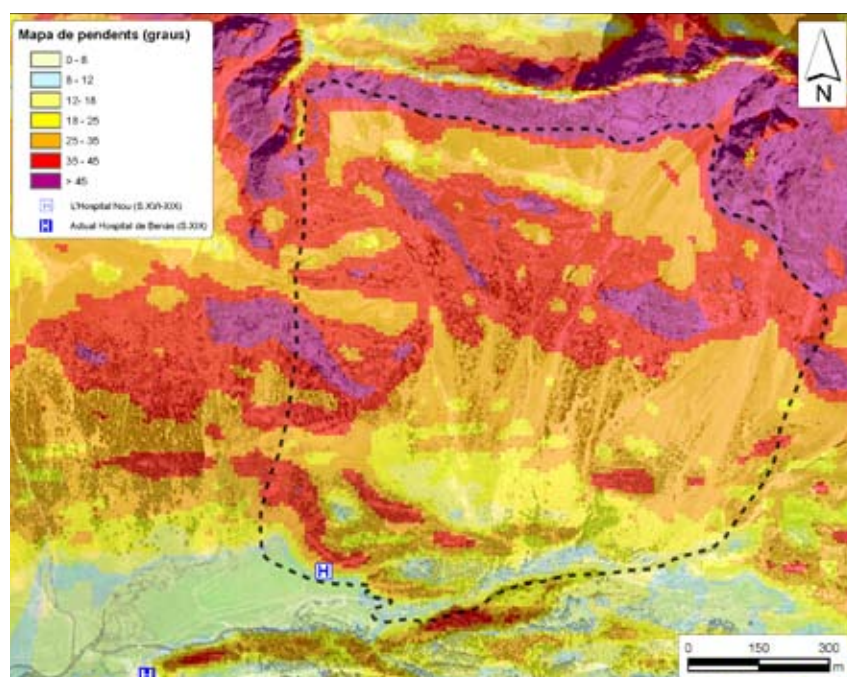 Mapa de pendents (graus)
0 - 8
8 - 12
12- 18
18 - 25
25 - 35
35 - 45
> 45
H L'Hospital Nou (S.XVI-XIX)
H Actual Hospital de Benàs (S.XIX)
N
H
H
0 150 300
m